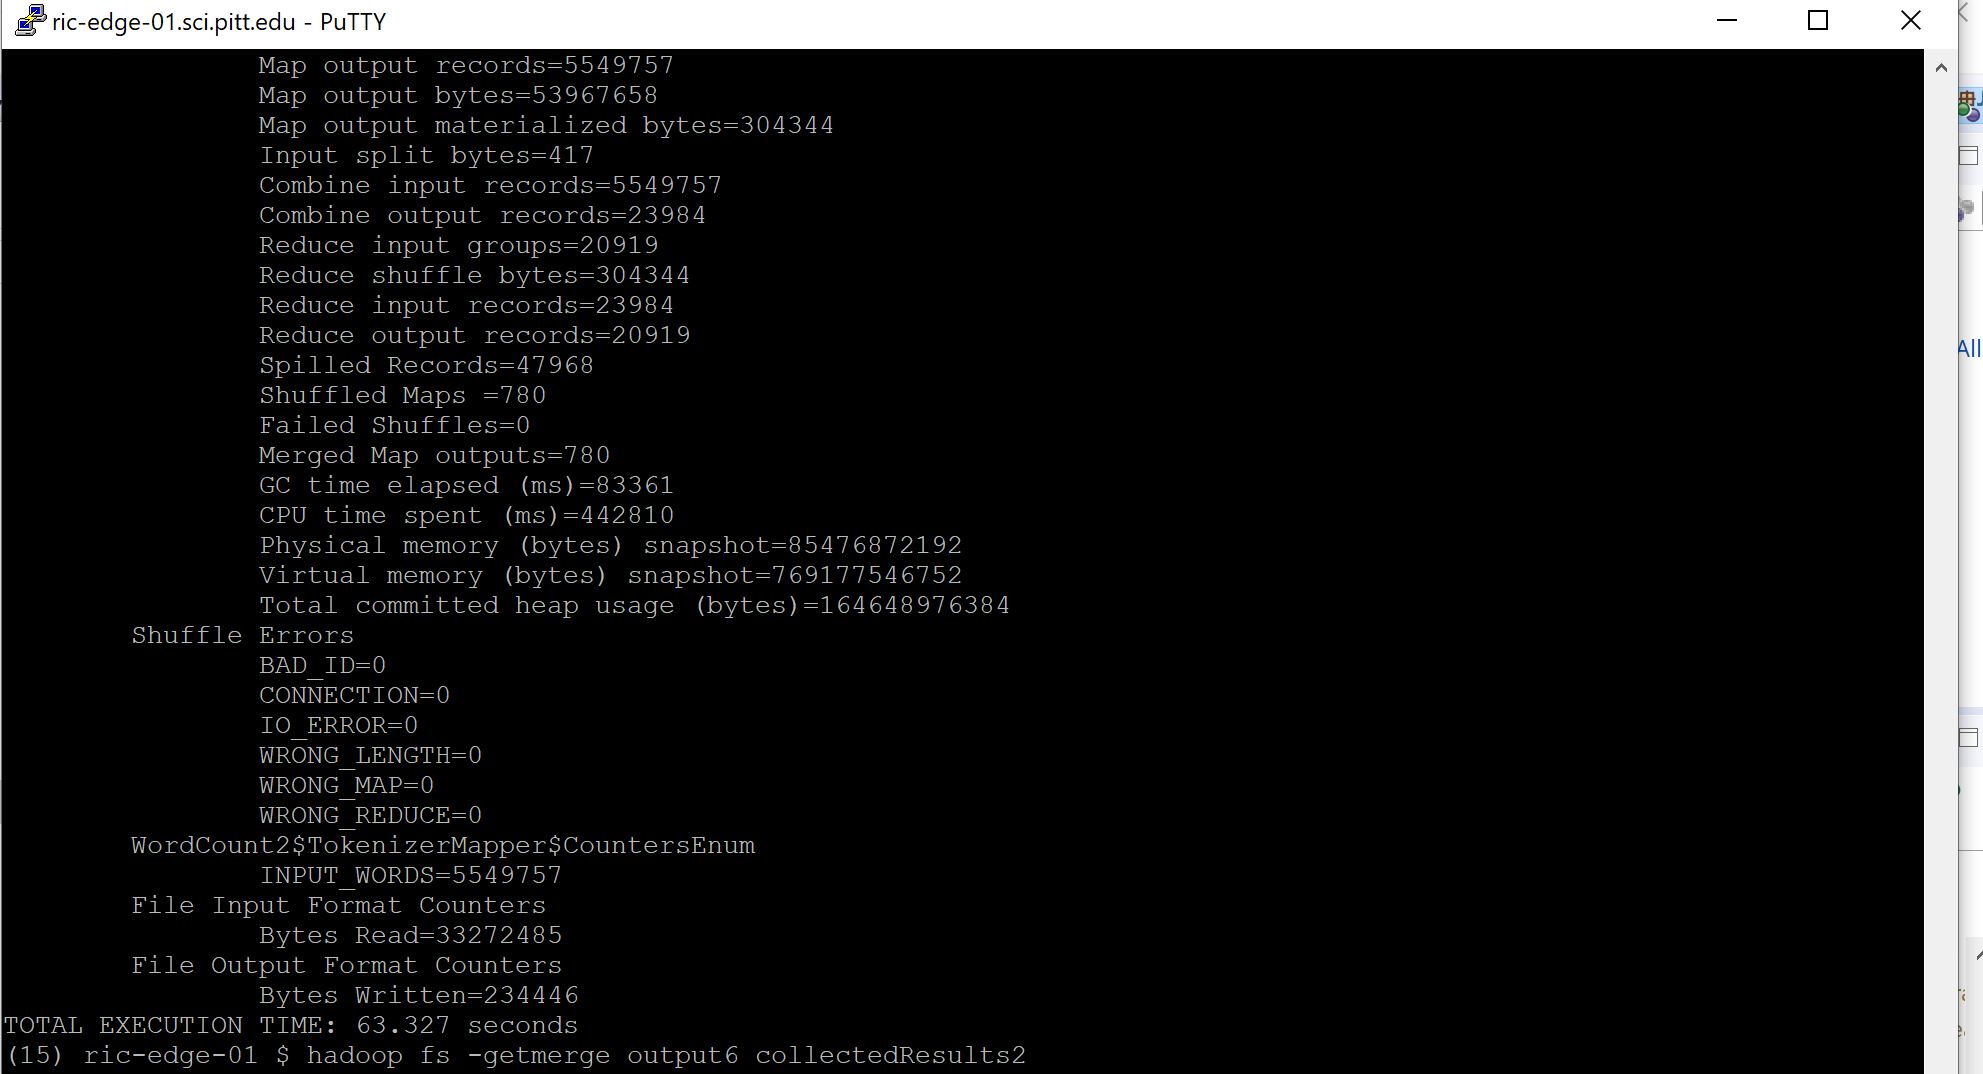 ric-edge-01.sci.pitt.edu - PuTTY
Map output records=5549757
Map output bytes=53967658
Map output materialized bytes=304344
Input split bytes=417
Combine input records=5549757
Combine output records=23984
Reduce input groups=20919
Reduce shuffle bytes=304344
Reduce input records=23984
Reduce output records=20919
Spilled Records=47968
Shuffled Maps =780
Failed Shuffles=0
Merged Map outputs=780
GC time elapsed (ms)=83361
CPU time spent (ms)=442810
Physical memory (bytes) snapshot=85476872192
Virtual memory (bytes) snapshot=769177546752
Total committed heap usage (bytes)=164648976384
Shuffle Errors
BAD_ID=0
CONNECTION=0
IO_ERROR=0
WRONG_LENGTH=0
WRONG_MAP=0
WRONG_REDUCE=0
WordCount2$TokenizerMapper$CountersEnum
INPUT_WORDS=5549757
File Input Format Counters
Bytes Read=33272485
File Output Format Counters
Bytes Written=234446
TOTAL EXECUTION TIME: 63.327 seconds
(15) ric-edge-01 $ hadoop fs -getmerge output6 collectedResults2
All